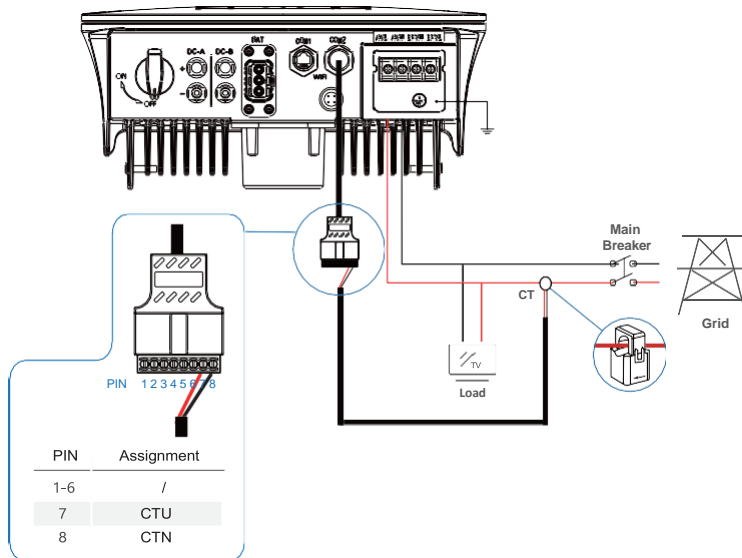 BAT
COM1
COM2
DC-A
DC-B
WIFI
ON
OFF
+
-
Main
Breaker
CT
Grid
TV
Load
PIN 1 2 3 4 5 6 7 8
PIN Assignment
1-6 /
7 CTU
8 CTN